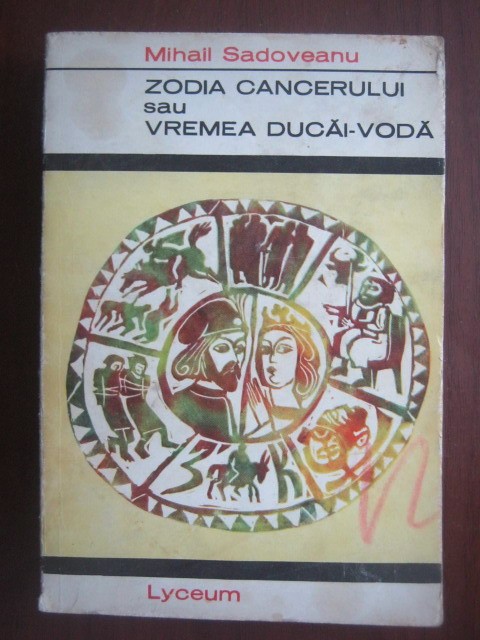 Mihail Sadoveanu
ZODIA CANCERULUI
sau
VREMEA DUCĂI-VODĂ
Lyceum